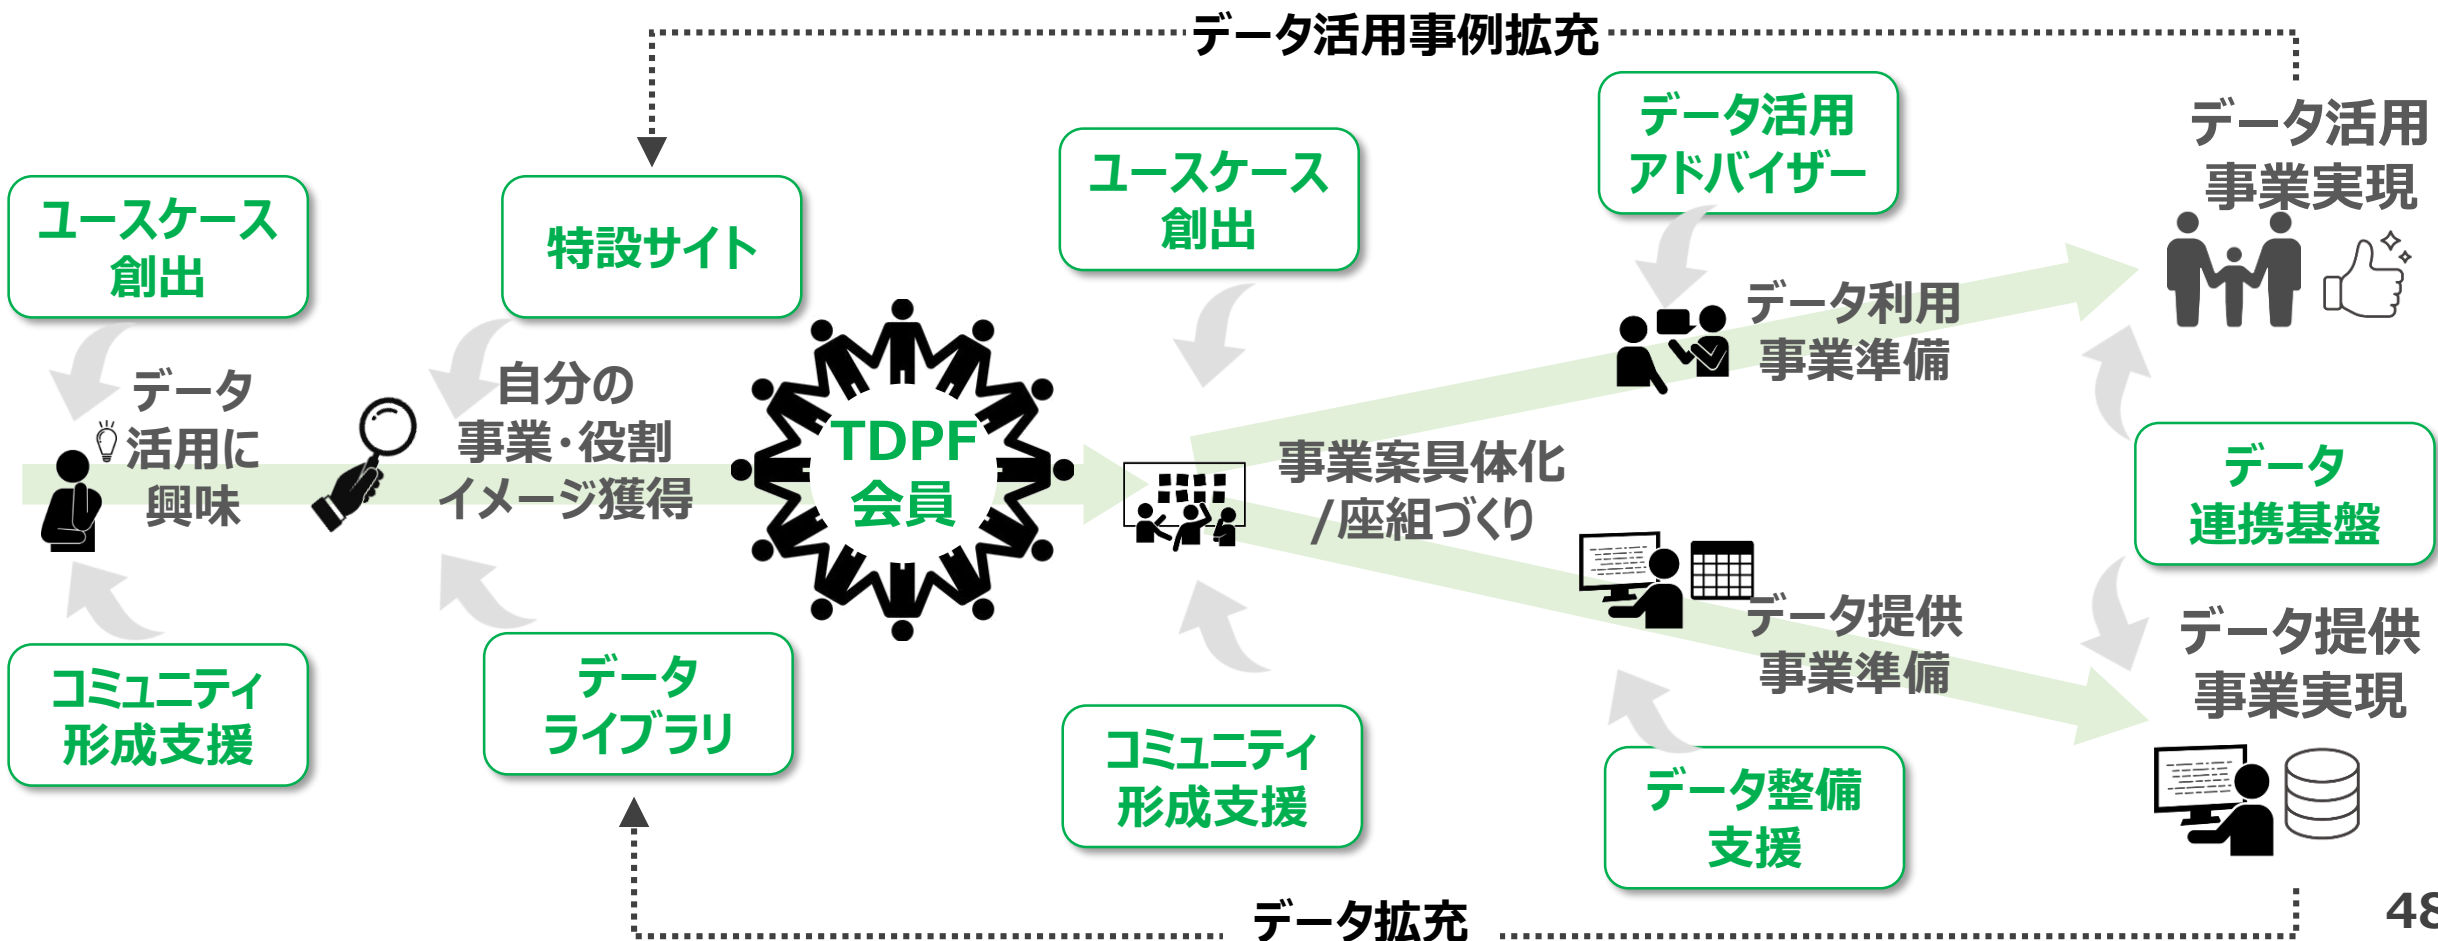 データ活用事例拡充
ユースケース
創出
特設サイト
ユースケース
創出
データ活用
アドバイザー
データ活用
事業実現
データ
活用に
興味
自分の
事業・役割
イメージ獲得
TDPF
会員
事業案具体化
/座組づくり
データ利用
事業準備
データ
連携基盤
データ提供
事業準備
データ提供
事業実現
コミュニティ
形成支援
データ
ライブラリ
コミュニティ
形成支援
データ整備
支援
データ拡充
48